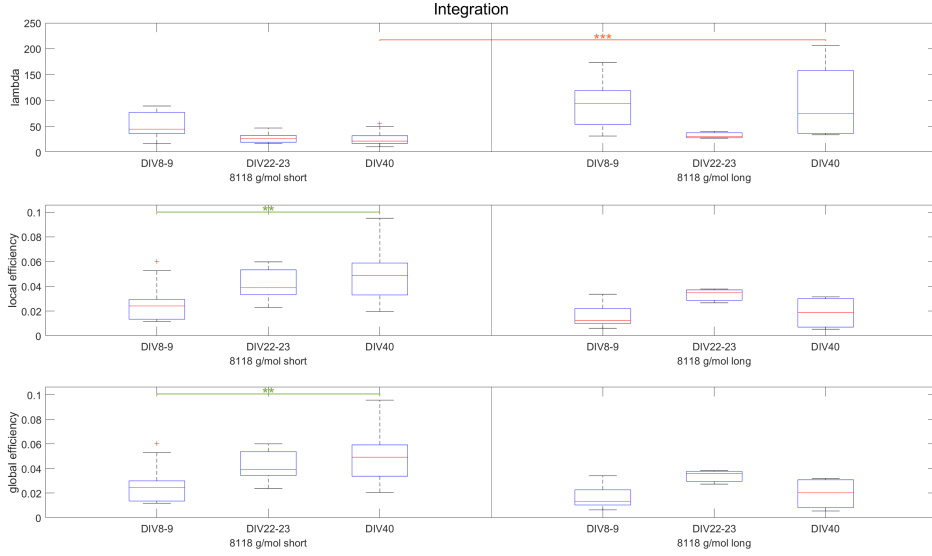 Integration
250
200
150
100
50
0
lambda
***
DIV8-9 DIV22-23 DIV40 DIV8-9 DIV22-23 DIV40
8118 g/mol short 8118 g/mol long
0.1
0.08
0.06
0.04
0.02
0
local efficiency
**
DIV8-9 DIV22-23 DIV40 DIV8-9 DIV22-23 DIV40
8118 g/mol short 8118 g/mol long
0.1
0.08
0.06
0.04
0.02
0
global efficiency
**
DIV8-9 DIV22-23 DIV40 DIV8-9 DIV22-23 DIV40
8118 g/mol short 8118 g/mol long